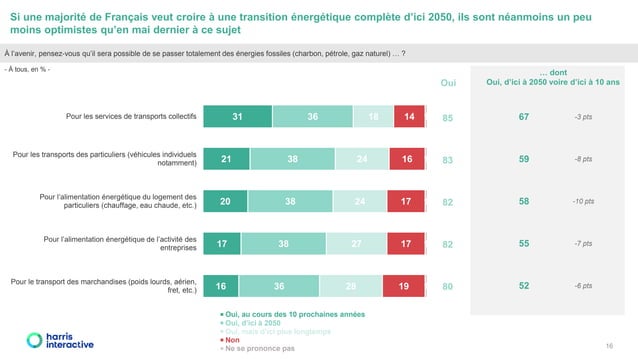 Si une majorité de Français veut croire à une transition énergétique complète d'ici 2050, ils sont néanmoins un peu
moins optimistes qu'en mai dernier à ce sujet
À l'avenir, pensez-vous qu'il sera possible de se passer totalement des énergies fossiles (charbon, pétrole, gaz naturel) … ?
- À tous, en % -
Oui
… dont
Oui, d'ici à 2050 voire d'ici à 10 ans
Pour les services de transports collectifs
31 36 18 14
85
67 -3 pts
Pour les transports des particuliers (véhicules individuels
notamment)
21 38 24 16
83
59 -8 pts
Pour l'alimentation énergétique du logement des
particuliers (chauffage, eau chaude, etc.)
20 38 24 17
82
58 -10 pts
Pour l'alimentation énergétique de l'activité des
entreprises
17 38 27 17
82
55 -7 pts
Pour le transport des marchandises (poids lourds, aérien,
fret, etc.)
16 36 28 19
80
52 -6 pts
Oui, au cours des 10 prochaines années
Oui, d'ici à 2050
Oui, mais d'ici plus longtemps
Non
Ne se prononce pas
harris
interactive
16